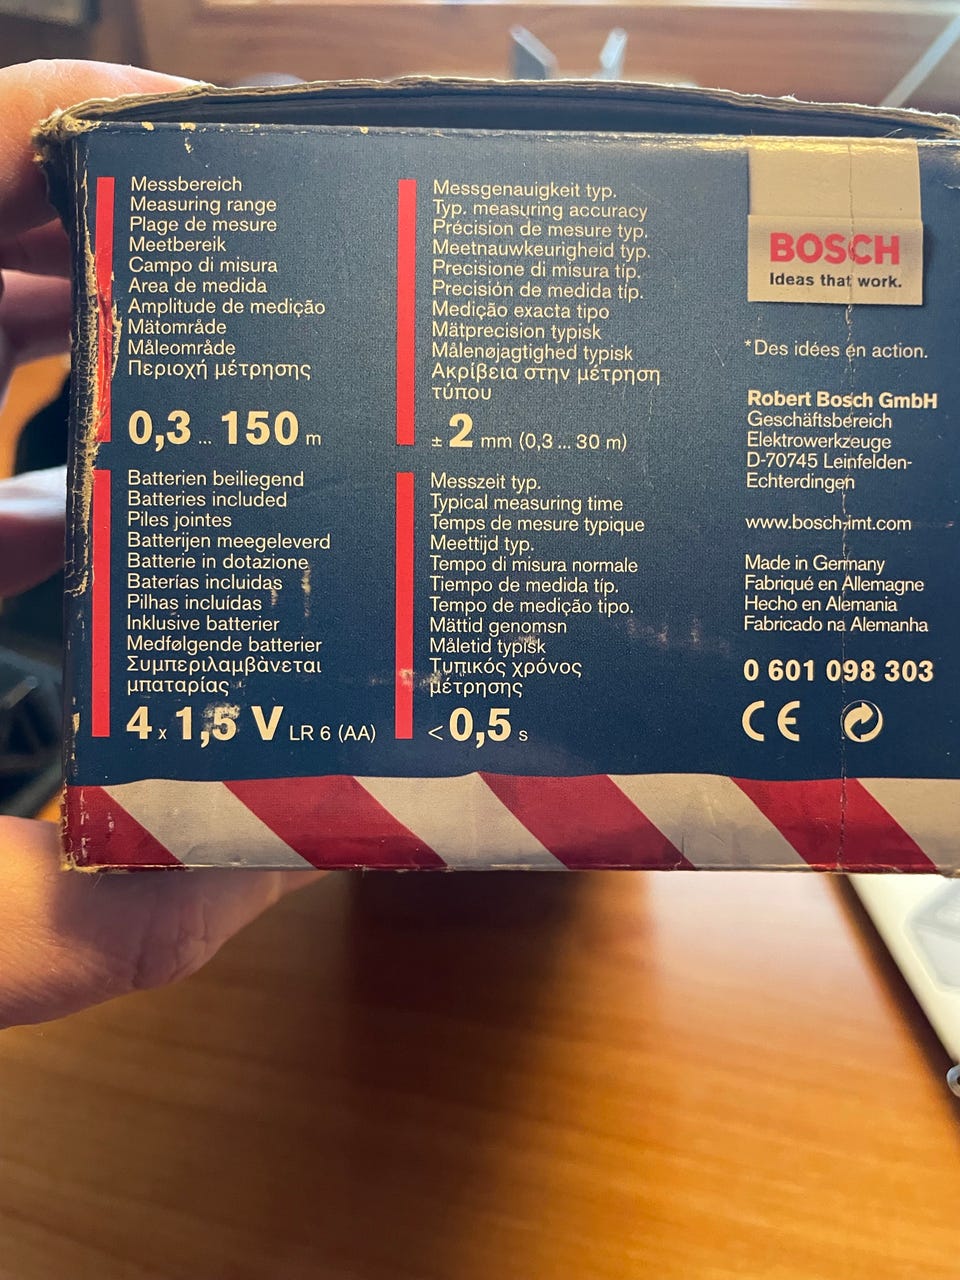 Messbereich
Measuring range
Plage de mesure
Meetbereik
Campo di misura
Area de medida
Amplitude de medição
Mätområde
Måleområde
Περιοχή μέτρησης
0,3 ... 150 m
Messgenauigkeit typ.
Typ. measuring accuracy
Précision de mesure typ.
Meetnauwkeurigheid typ.
Precisione di misura tip.
Precisión de medida típ.
Medição exacta tipo
Mätprecision typisk
Målenøjagtighed typisk
Ακρίβεια στην μέτρηση
τύπου
± 2 mm (0,3 ... 30 m)
Batterien beiliegend
Batteries included
Piles jointes
Batterijen meegeleverd
Batterie in dotazione
Baterías incluidas
Pilhas incluídas
Inklusive batterier
Medfølgende batterier
Συμπεριλαμβὰνεται
μπαταρίας
4 x 1,5 V LR 6 (AA)
Messzeit typ.
Typical measuring time
Temps de mesure typique
Meettijd typ.
Tempo di misura normale
Tiempo de medida típ.
Tempo de medição tipo.
Mättid genomsn
Måletid typisk
Τυπικός χρόνος
μέτρησης
< 0,5 s
BOSCH
Ideas that work.
*Des idées en action.
Robert Bosch GmbH
Geschäftsbereich
Elektrowerkzeuge
D-70745 Leinfelden-
Echterdingen
www.bosch-imt.com
Made in Germany
Fabriqué en Allemagne
Hecho en Alemania
Fabricado na Alemanha
0 601 098 303
CE